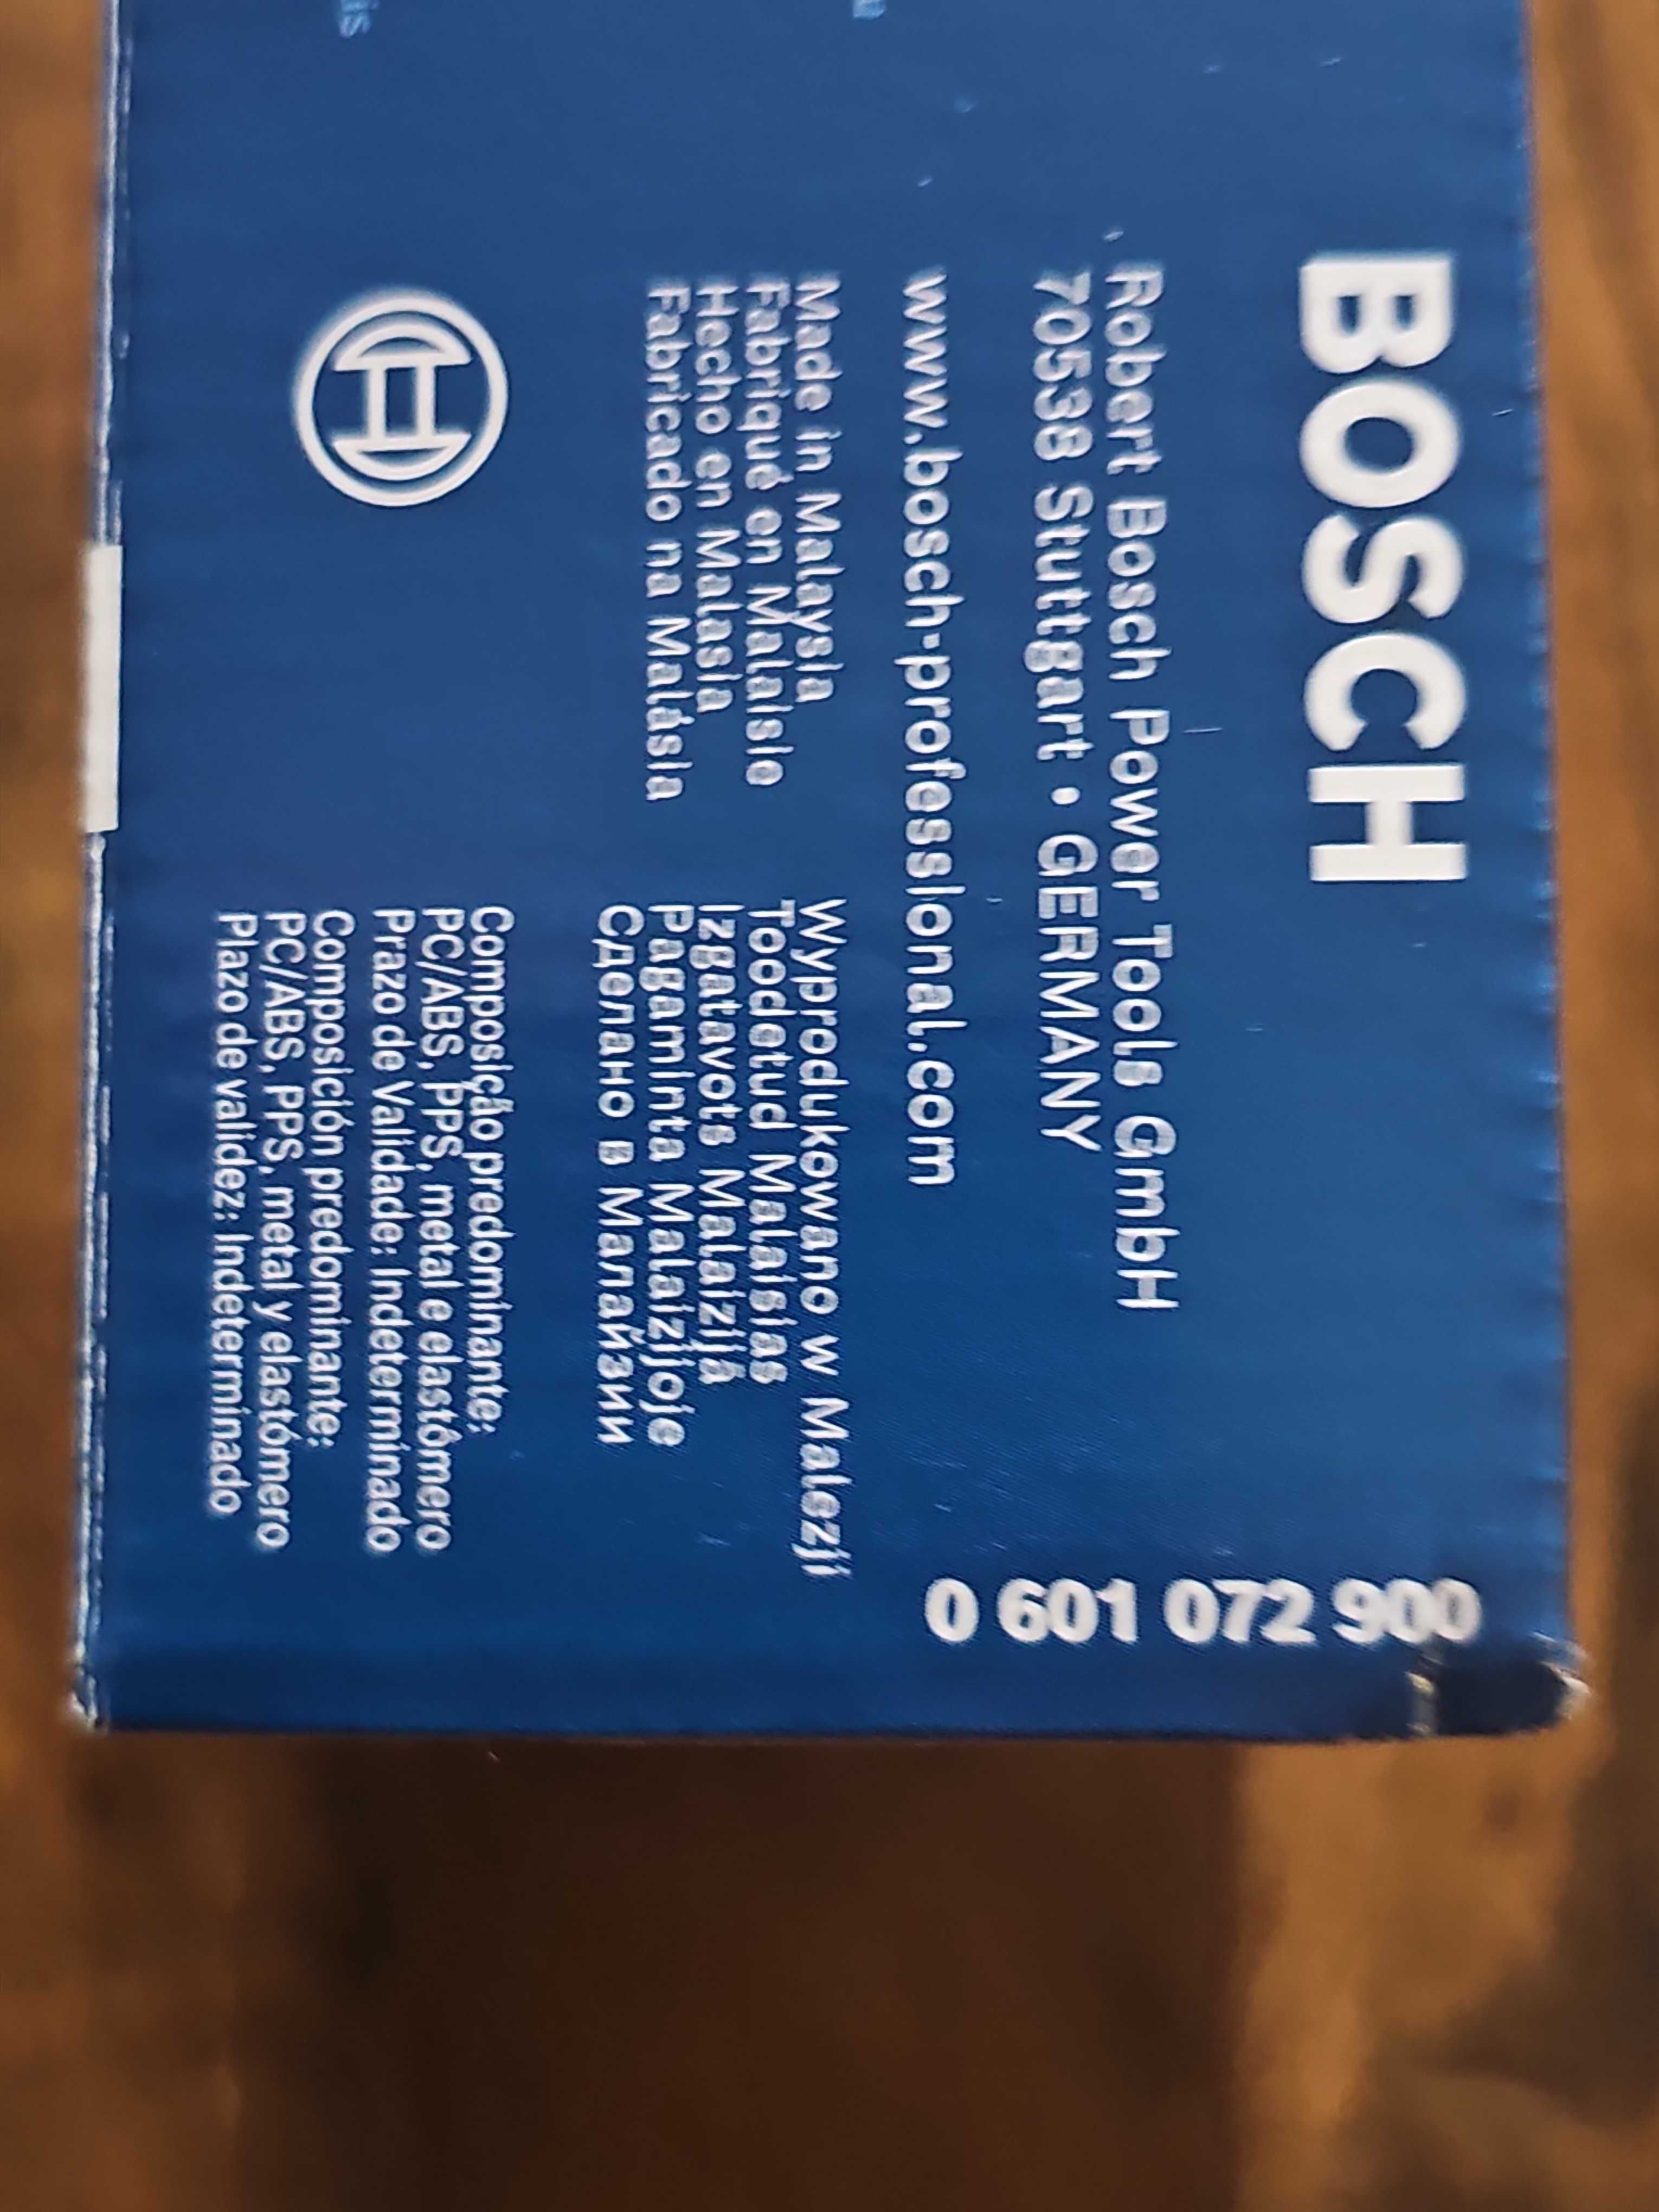 BOSCH
Robert Bosch Power Tools GmbH
70538 Stuttgart • GERMANY
www.bosch-professional.com
Made in Malaysia
Fabriqué en Malaisie
Hecho en Malasia
Fabricado na Malásia
Wyprodukowano w Malezji
Toodetud Malaisias
Izgatavots Malaizijā
Pagaminta Malaizijoje
Сделано в Малайзии
Composição predominante:
PC/ABS, PPS, metal e elastômero
Prazo de Validade: Indeterminado
Composición predominante:
PC/ABS, PPS, metal y elastómero
Plazo de validez: Indeterminado
0 601 072 900